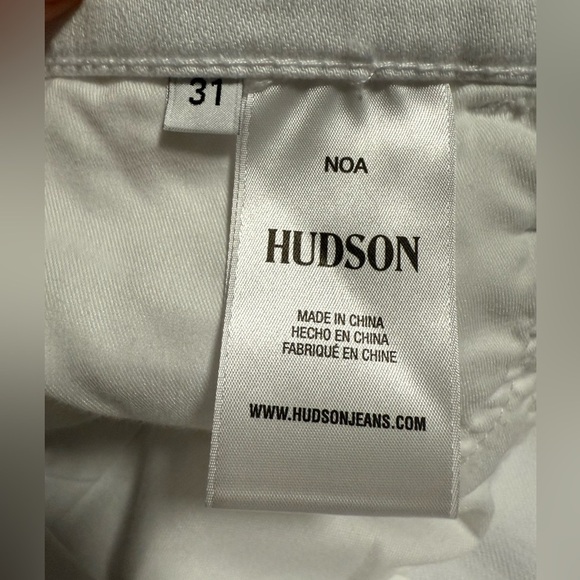 31
NOA
HUDSON
MADE IN CHINA
HECHO EN CHINA
FABRIQUÉ EN CHINE
WWW.HUDSONJEANS.COM